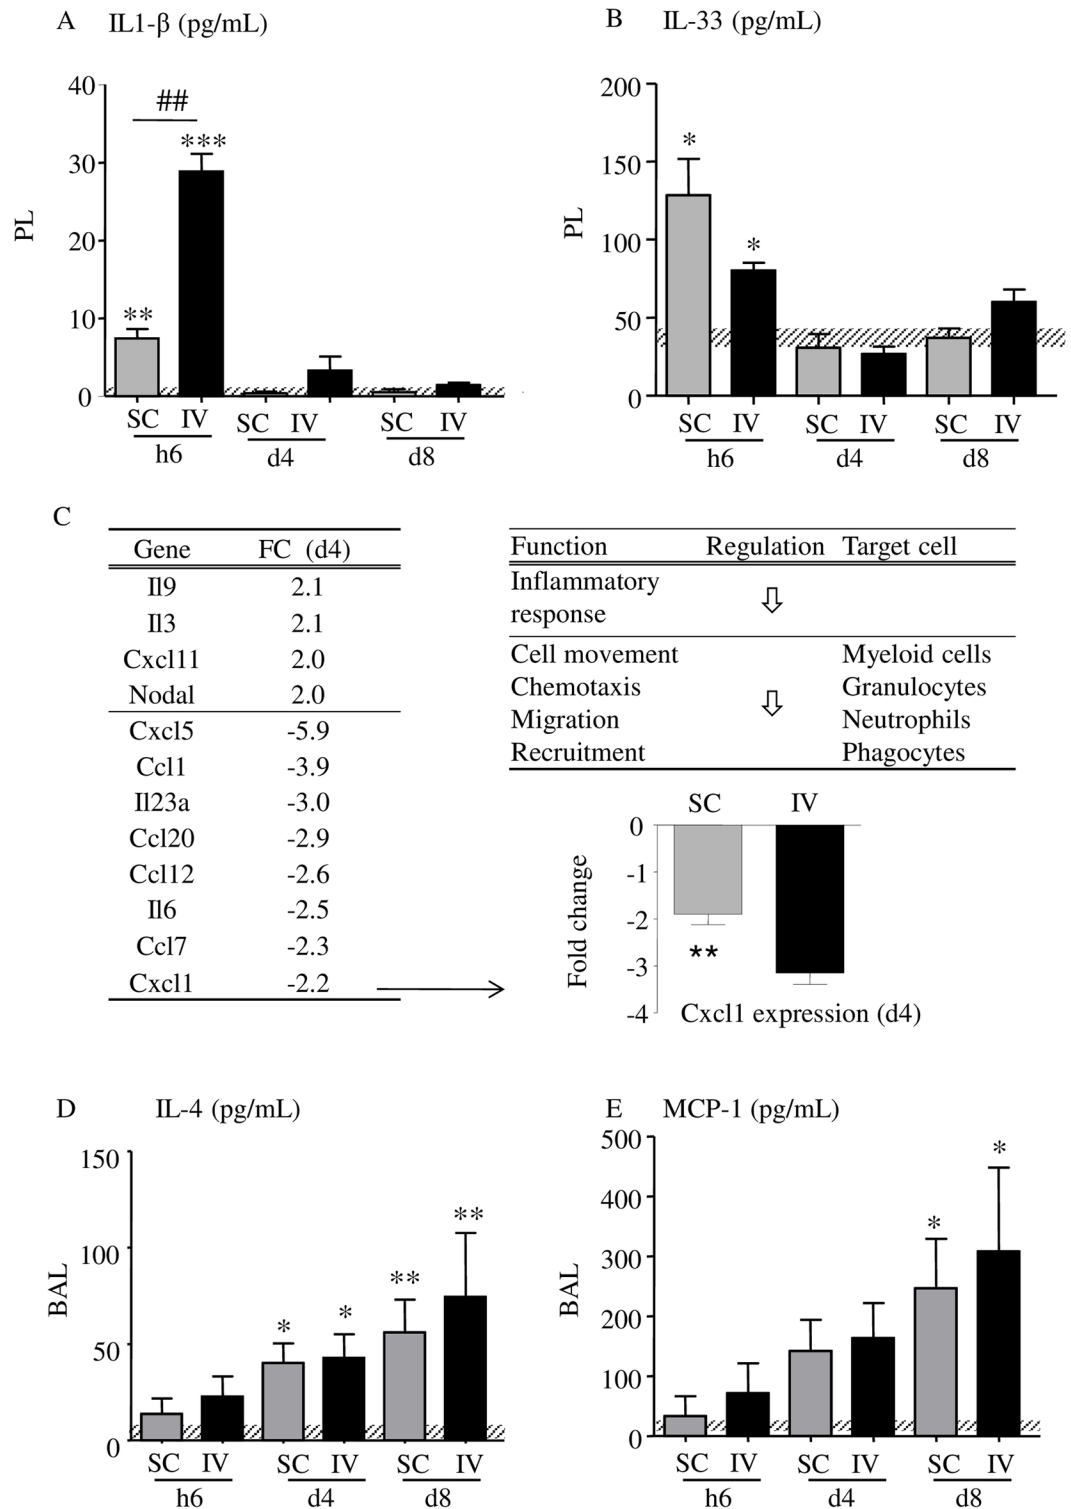 A IL1-β (pg/mL)
PL
40
30
20
10
0
##
***
**
SC IV SC IV SC IV
h6 d4 d8
B IL-33 (pg/mL)
PL
200
150
100
50
0
*
*
SC IV SC IV SC IV
h6 d4 d8
C
Gene FC (d4)
Il9 2.1
Il3 2.1
Cxcl11 2.0
Nodal 2.0
Cxcl5 -5.9
Ccl1 -3.9
Il23a -3.0
Ccl20 -2.9
Ccl12 -2.6
Il6 -2.5
Ccl7 -2.3
Cxcl1 -2.2
Function Regulation Target cell
Inflammatory
response ⇩
Cell movement Myeloid cells
Chemotaxis ⇩ Granulocytes
Migration Neutrophils
Recruitment Phagocytes
SC IV
Fold change
0
-1
-2
-3
-4
**
Cxcl1 expression (d4)
D IL-4 (pg/mL)
BAL
150
100
50
0
*
*
**
**
SC IV SC IV SC IV
h6 d4 d8
E MCP-1 (pg/mL)
BAL
500
400
300
200
100
0
*
*
SC IV SC IV SC IV
h6 d4 d8